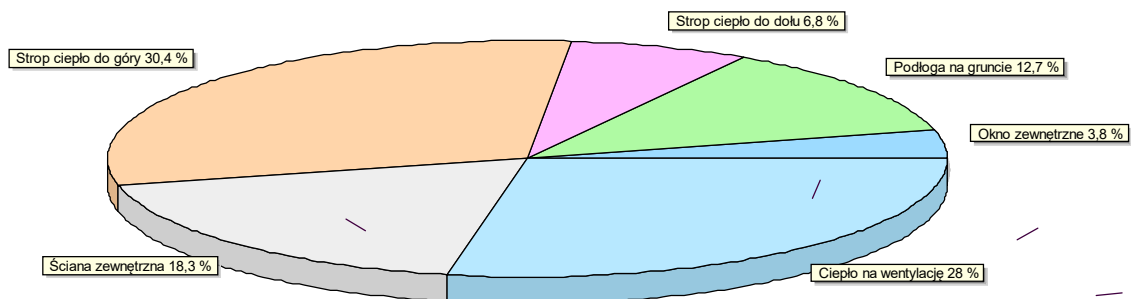 Strop ciepło do dołu 6,8 %
Strop ciepło do góry 30,4 %
Podłoga na gruncie 12,7 %
Okno zewnętrzne 3,8 %
Ściana zewnętrzna 18,3 %
Ciepło na wentylację 28 %